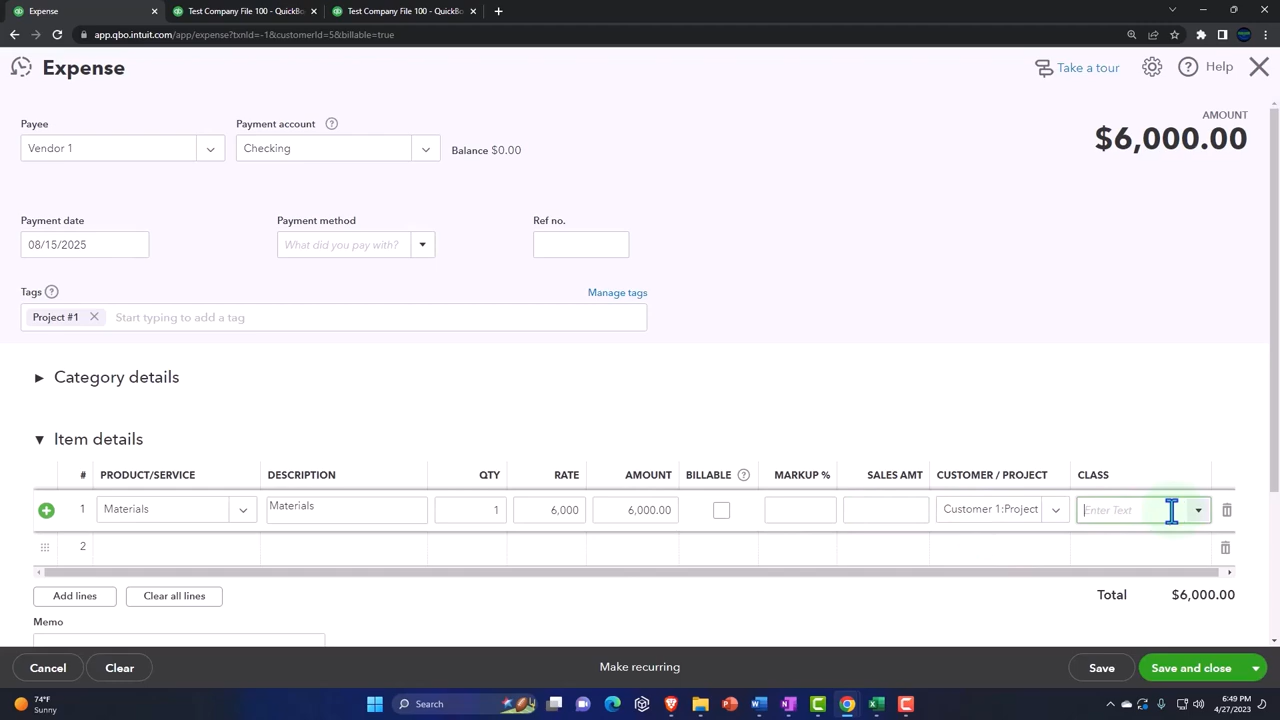 Expense
Test Company File 100 - QuickB
Test Company File 100 - QuickBo
app.qbo.intuit.com/app/expense?txnId=-1&customerId=5&billable=true
Expense
Take a tour
Help
Payee
Payment account
AMOUNT
$6,000.00
Vendor 1
Checking
Balance $0.00
Payment date
Payment method
Ref no.
08/15/2025
What did you pay with?
Tags
Manage tags
Project #1
Start typing to add a tag
Category details
Item details
# PRODUCT/SERVICE DESCRIPTION QTY RATE AMOUNT BILLABLE MARKUP % SALES AMT CUSTOMER / PROJECT CLASS
1 Materials Materials 1 6,000 6,000.00 Customer 1:Project Enter Text
2
Add lines
Clear all lines
Total $6,000.00
Memo
Cancel
Clear
Make recurring
Save
Save and close
74°F
Sunny
Search
6:49 PM
4/27/2023